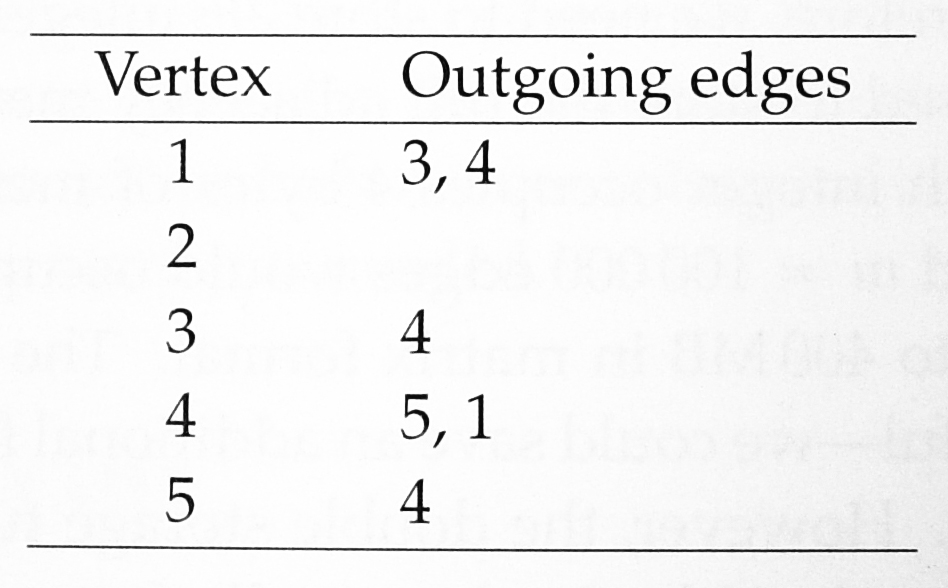 Vertex Outgoing edges
1 3, 4
2
3 4
4 5, 1
5 4